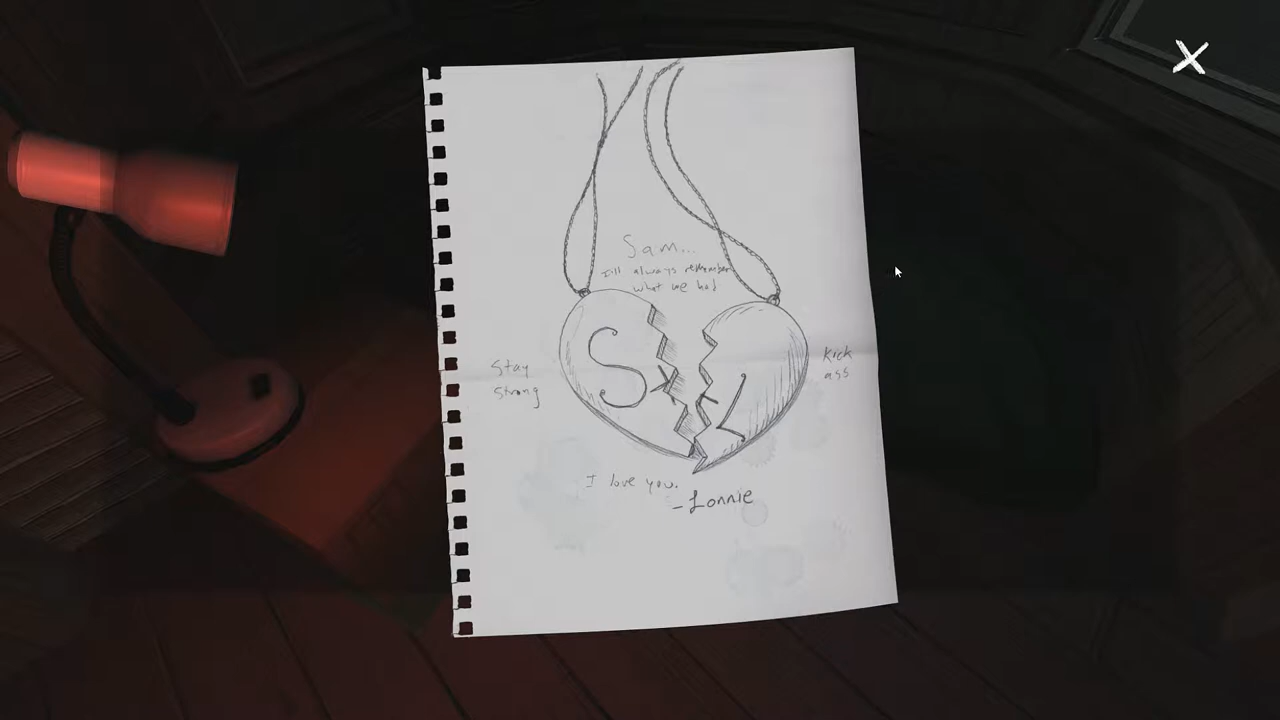 Sam...
I'll always remember
what we had
Stay
strong
S + L
Kick
ass
I love you.
-Lonnie